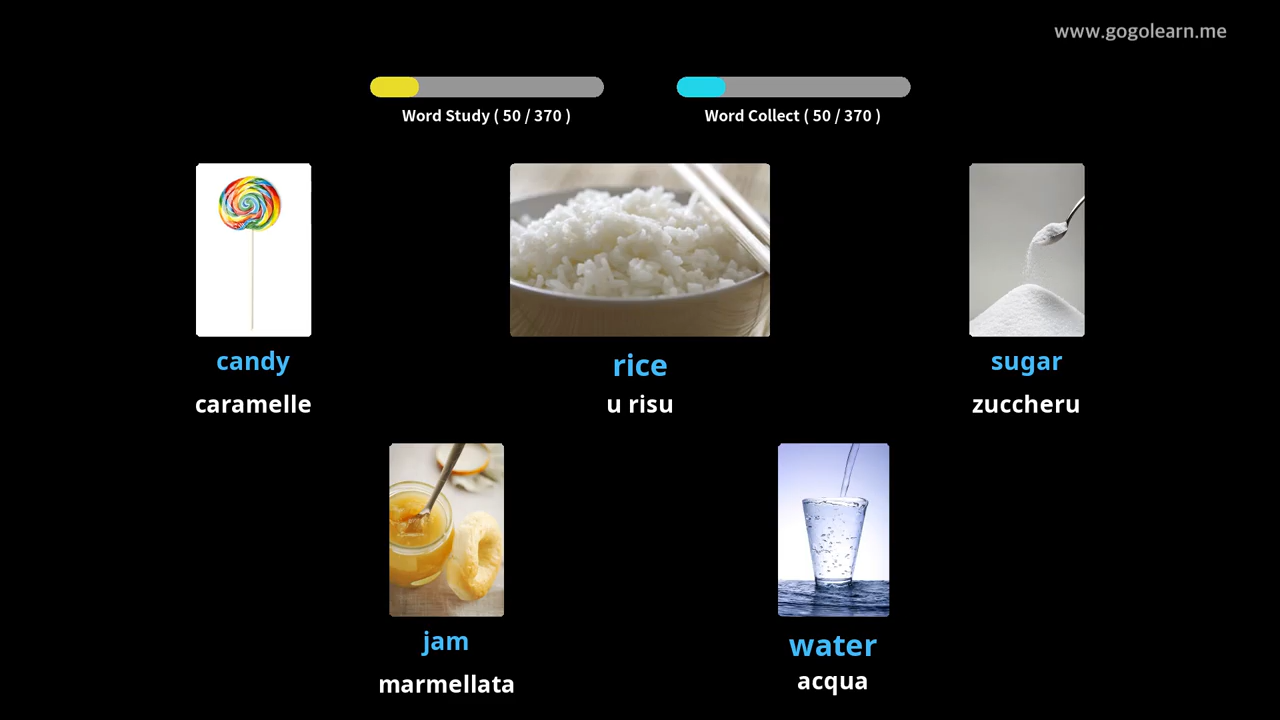 www.gogolearn.me
Word Study ( 50 / 370 )
Word Collect ( 50 / 370 )
candy
caramelle
rice
u risu
sugar
zuccheru
jam
marmellata
water
acqua